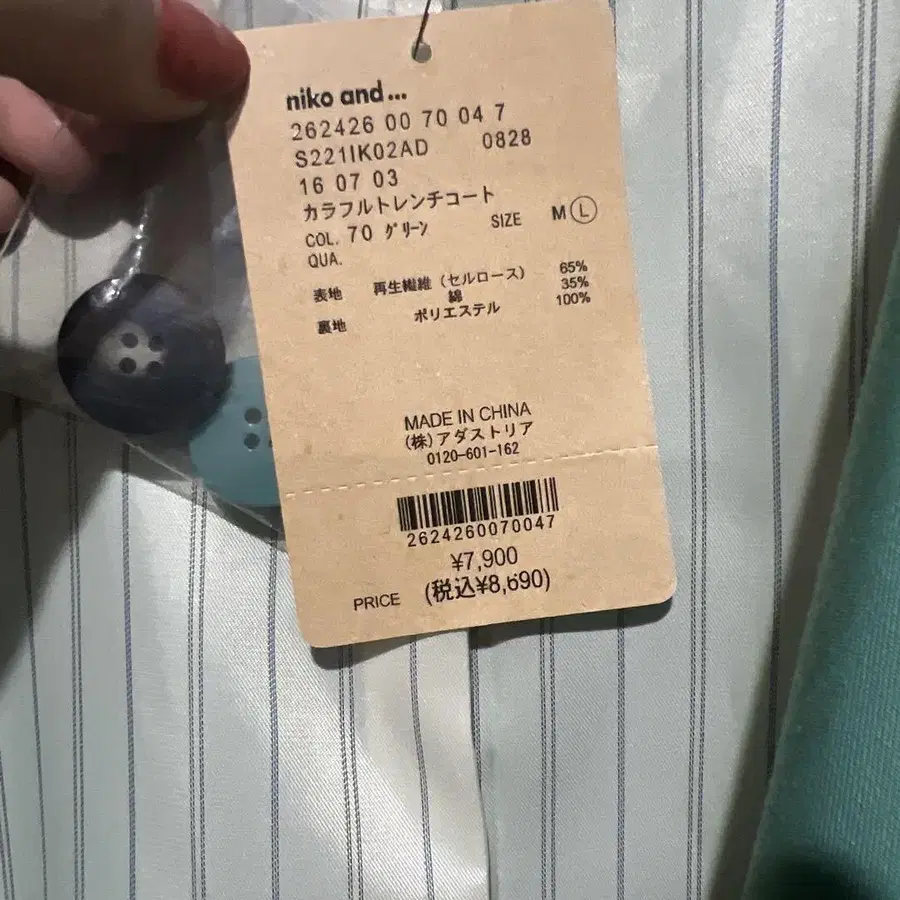 niko and...
262426 00 70 04 7
S221IK02AD 0828
16 07 03
カラフルトレンチコート
COL. 70 グリーン SIZE M Ⓛ
QUA.
表地 再生繊維（セルロース） 65%
綿 35%
裏地 ポリエステル 100%
MADE IN CHINA
(株)アダストリア
0120-601-162
2624260070047
¥7,900
PRICE (税込¥8,690)